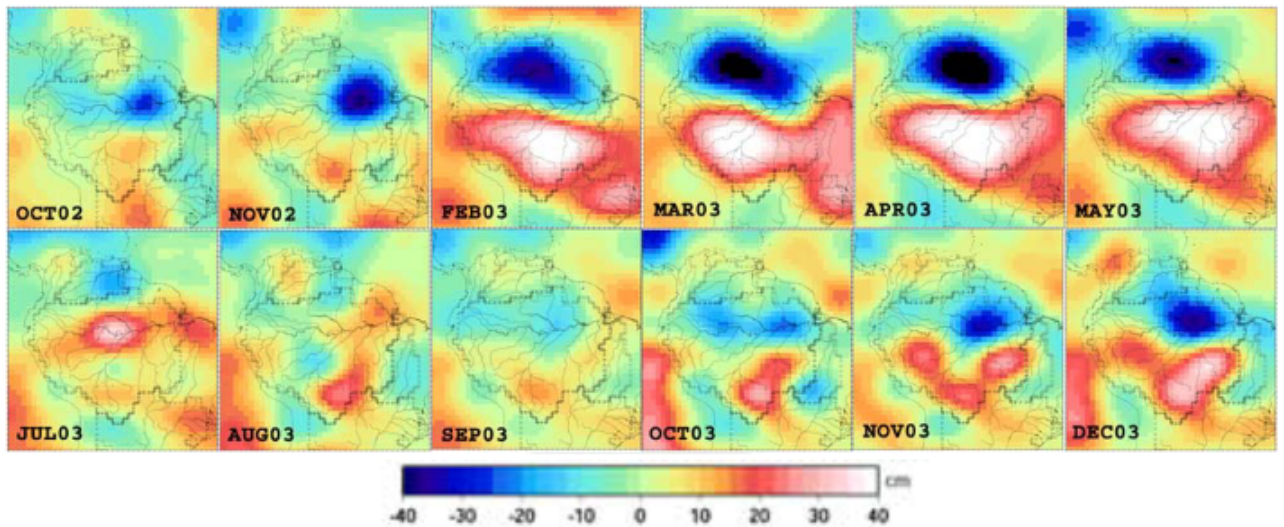 OCT02 NOV02 FEB03 MAR03 APR03 MAY03
JUL03 AUG03 SEP03 OCT03 NOV03 DEC03
cm
-40 -30 -20 -10 0 10 20 30 40